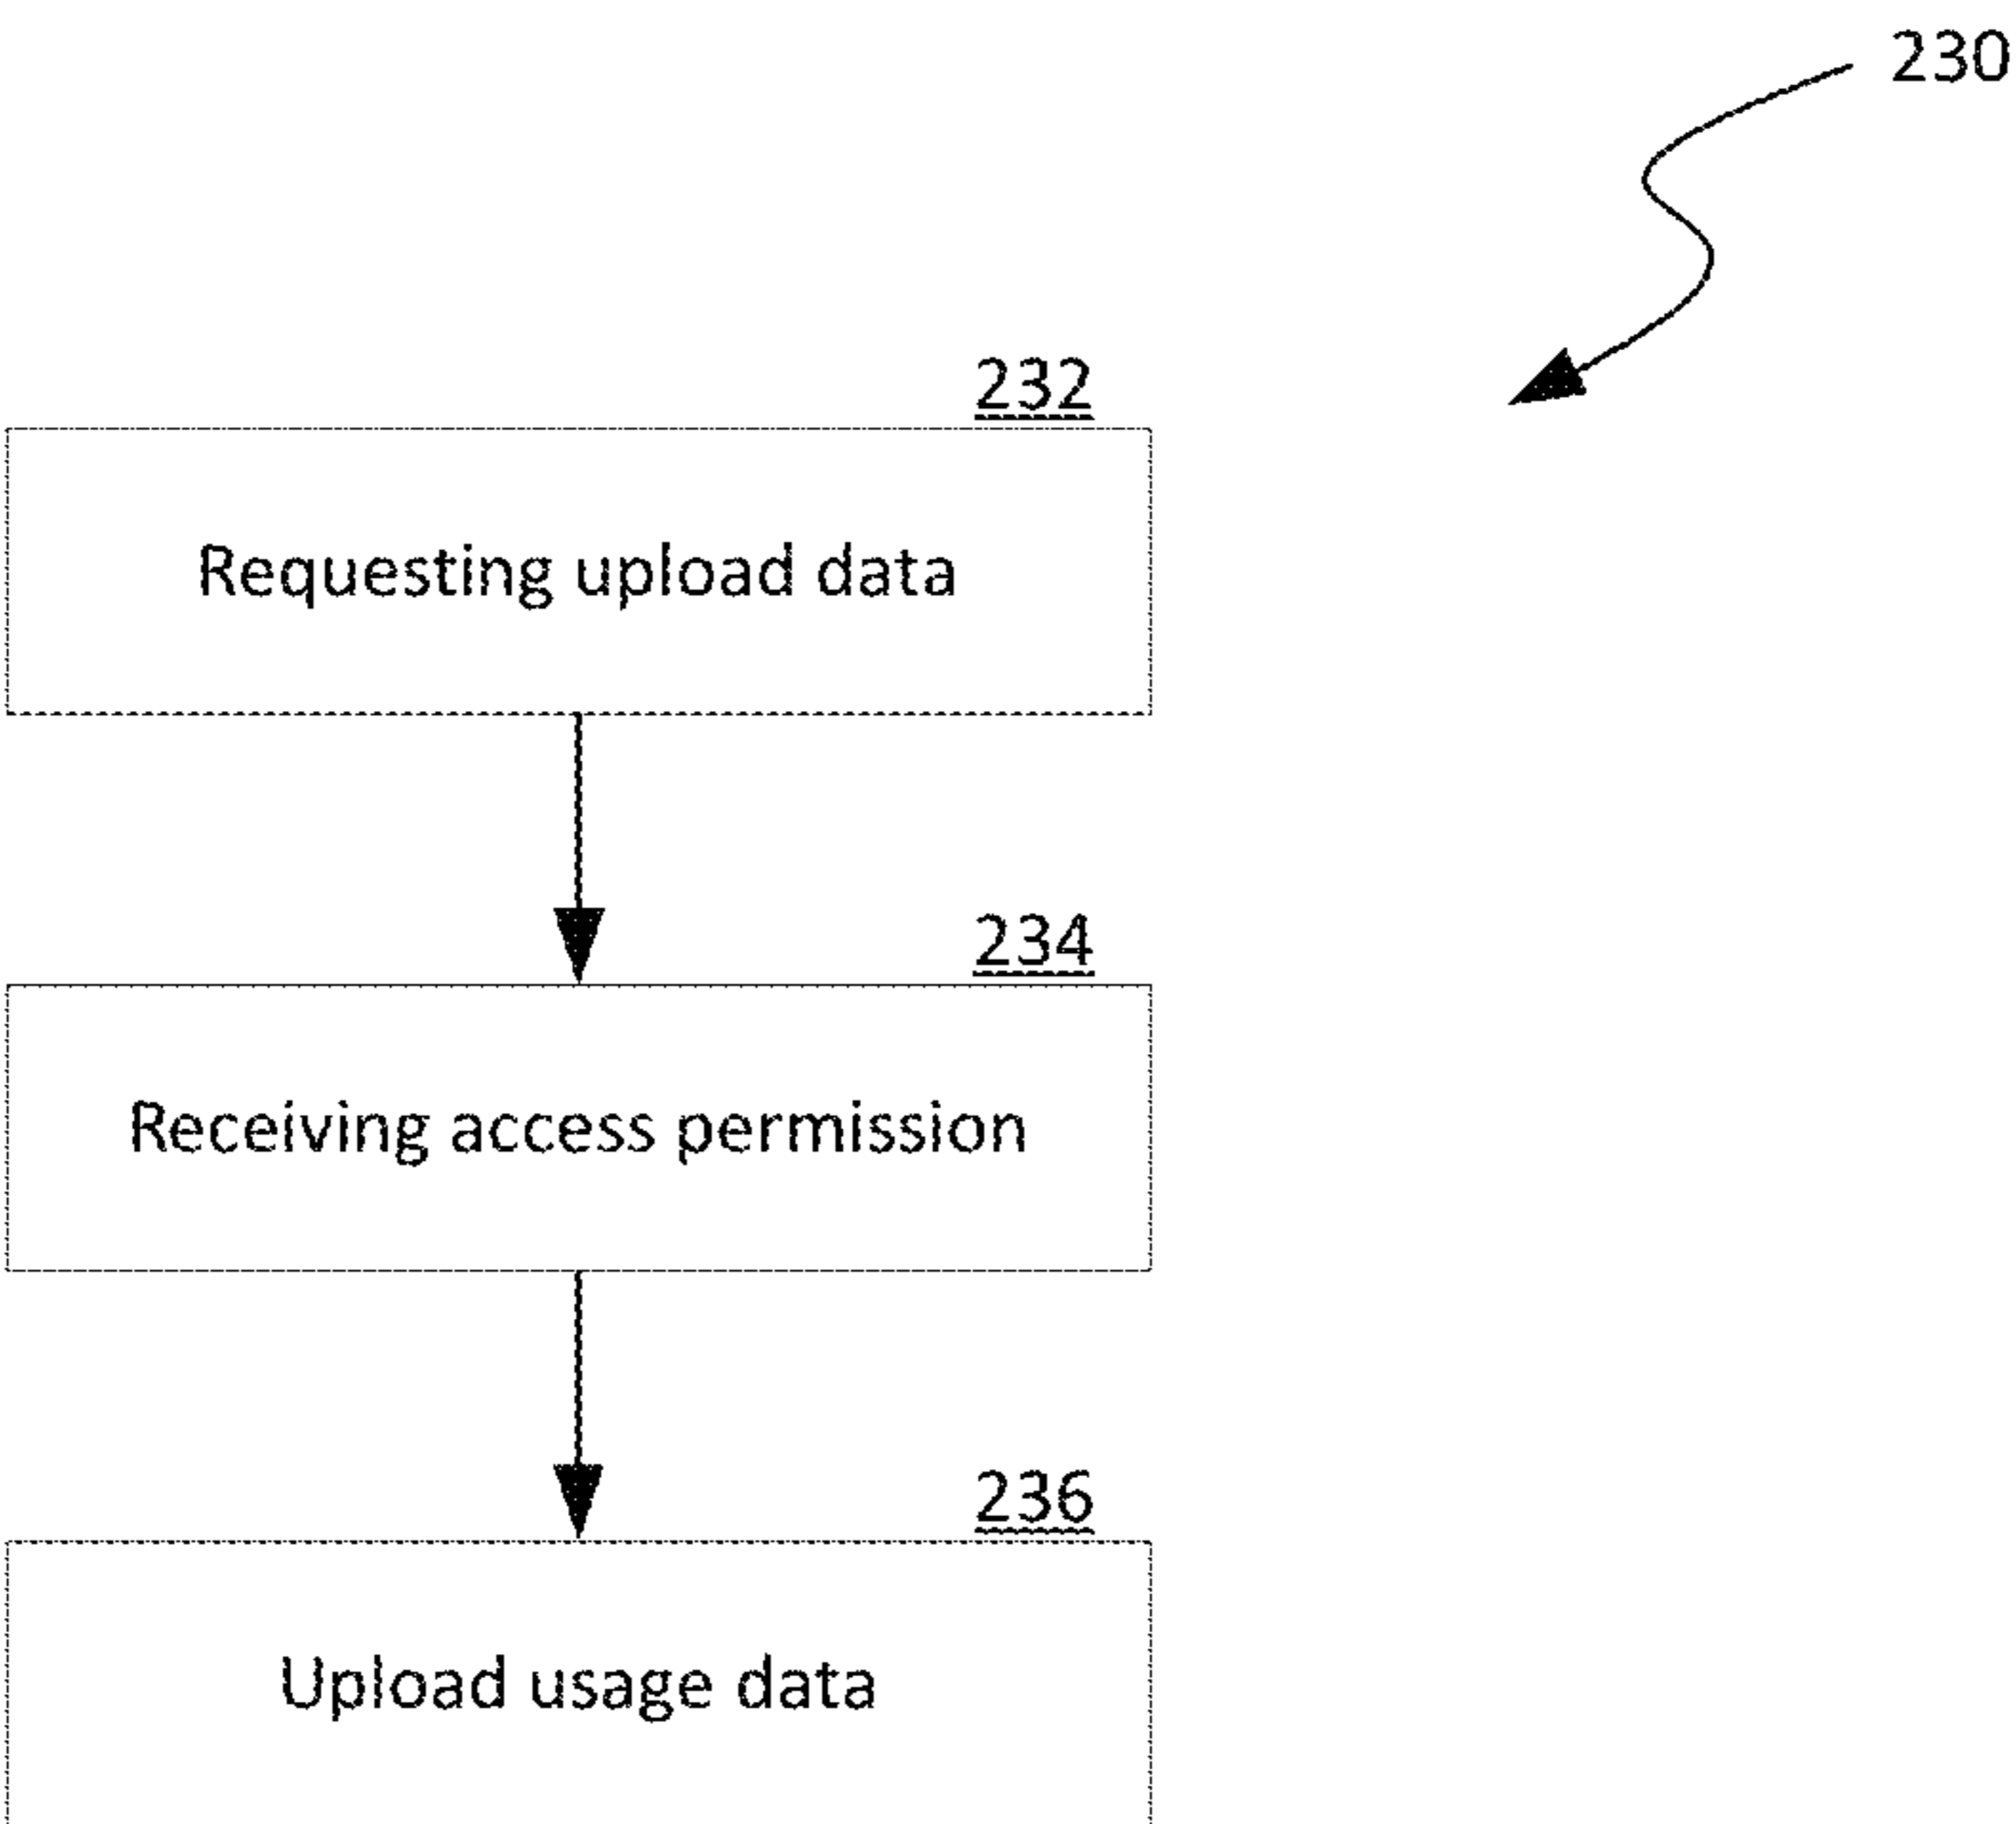 230
232
Requesting upload data
234
Receiving access permission
236
Upload usage data